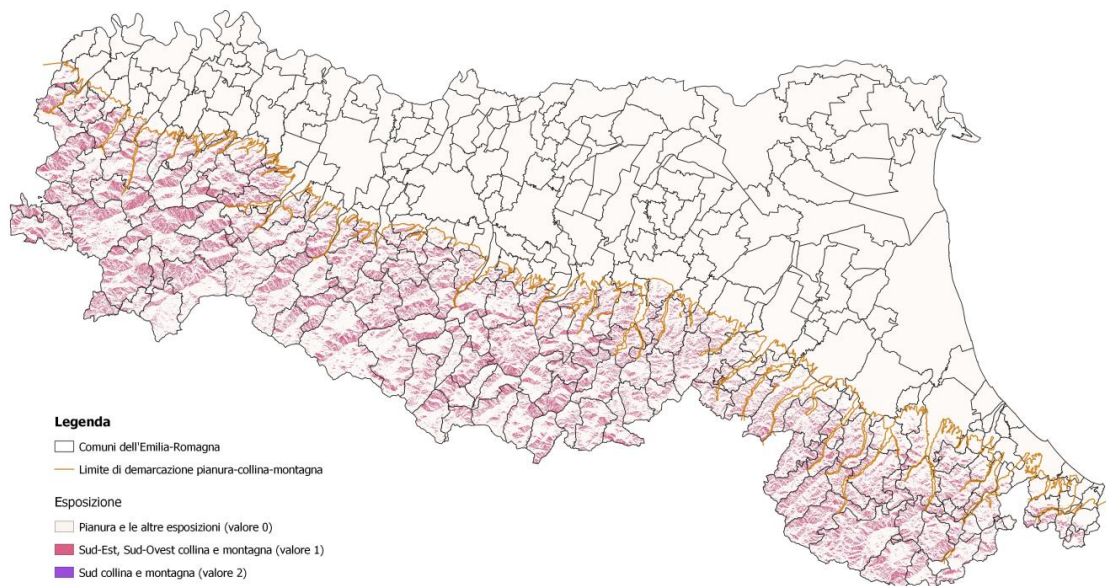 Legenda
Comuni dell'Emilia-Romagna
Limite di demarcazione pianura-collina-montagna
Esposizione
Pianura e le altre esposizioni (valore 0)
Sud-Est, Sud-Ovest collina e montagna (valore 1)
Sud collina e montagna (valore 2)